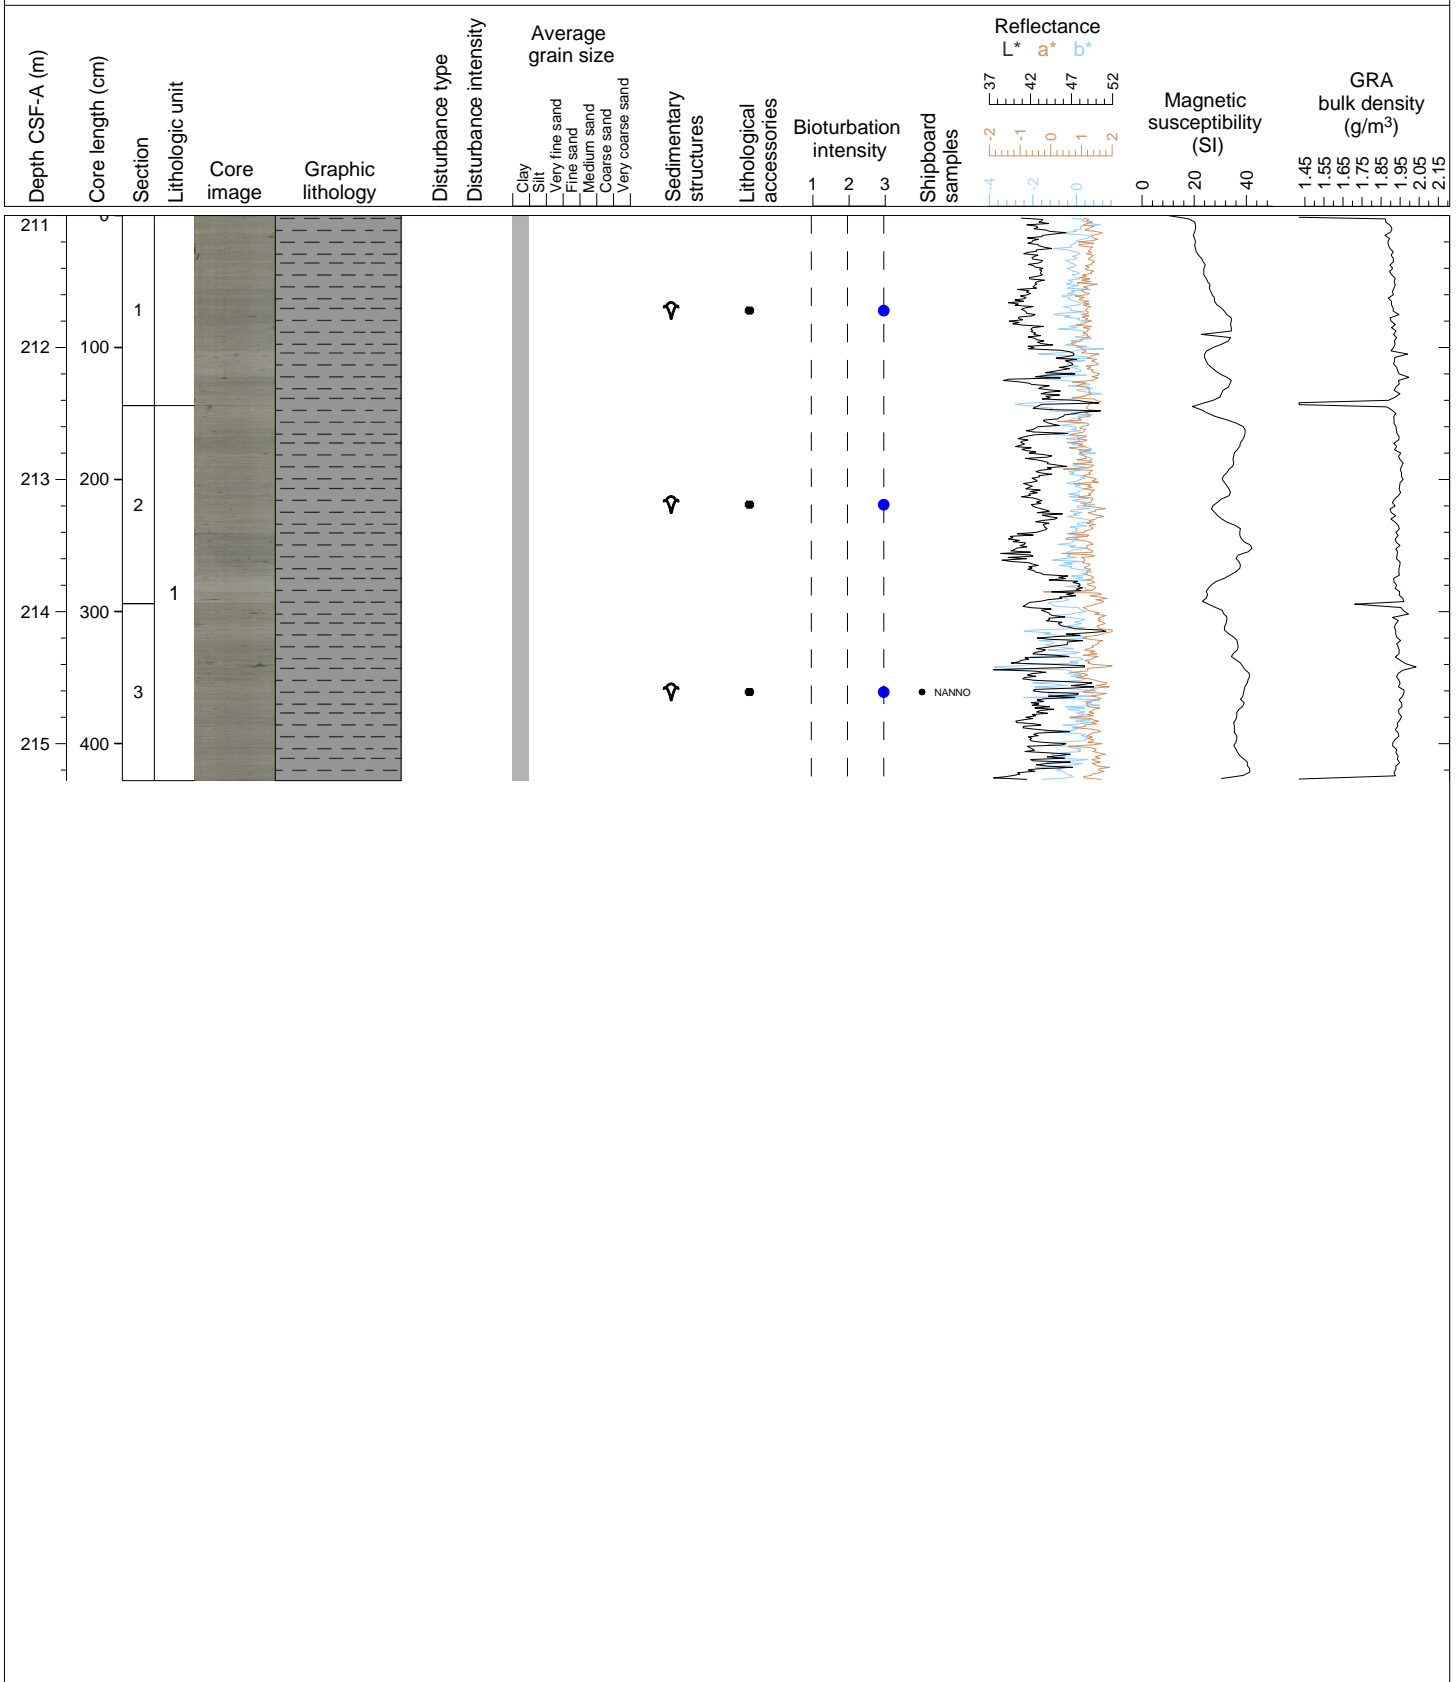 Depth CSF-A (m)
Core length (cm)
Section
Lithologic unit
Core
image
Graphic
lithology
Disturbance type
Disturbance intensity
Average
grain size
Clay
Silt
Very fine sand
Fine sand
Medium sand
Coarse sand
Very coarse sand
Sedimentary
structures
Lithological
accessories
Bioturbation
intensity
1 2 3
Shipboard
samples
Reflectance
L* a* b*
37 42 47 52
-2 -1 0 1 2
-4 -2 0
Magnetic
susceptibility
(SI)
0 20 40
GRA
bulk density
(g/m³)
1.45 1.55 1.65 1.75 1.85 1.95 2.05 2.15
211 0
1
212 100
213 200
2
1
214 300
3
NANNO
215 400